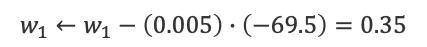 w₁ ← w₁ − (0.005) · (−69.5) = 0.35